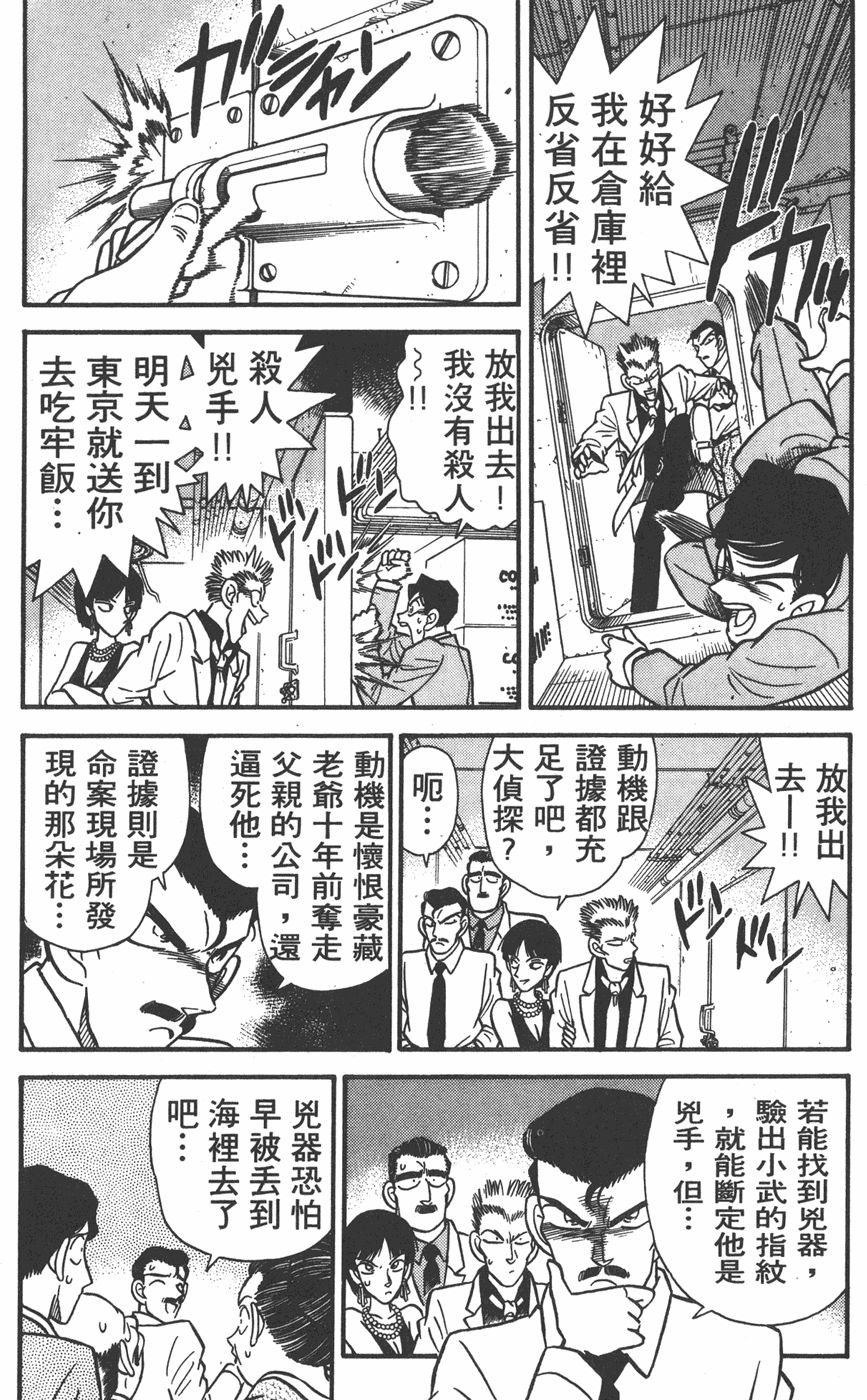 好好給
我在倉庫裡
反省反省!!
ドカッ
ガシャン
放我出去!
我沒有殺人
~!!
ドンドン
殺人
兇手!!
明天一到
東京就送你
去吃牢飯…
放我出
去—!!
ドンドン
動機跟
證據都充
足了吧,
大偵探?
呃…
動機是懷恨豪藏
老爺十年前奪走
父親的公司,還
逼死他…
證據則是
命案現場所發
現的那朵花…
若能找到兇器,
驗出小武的指紋
,就能斷定他是
兇手,但…
兇器恐怕
早被丟到
海裡去了
吧…